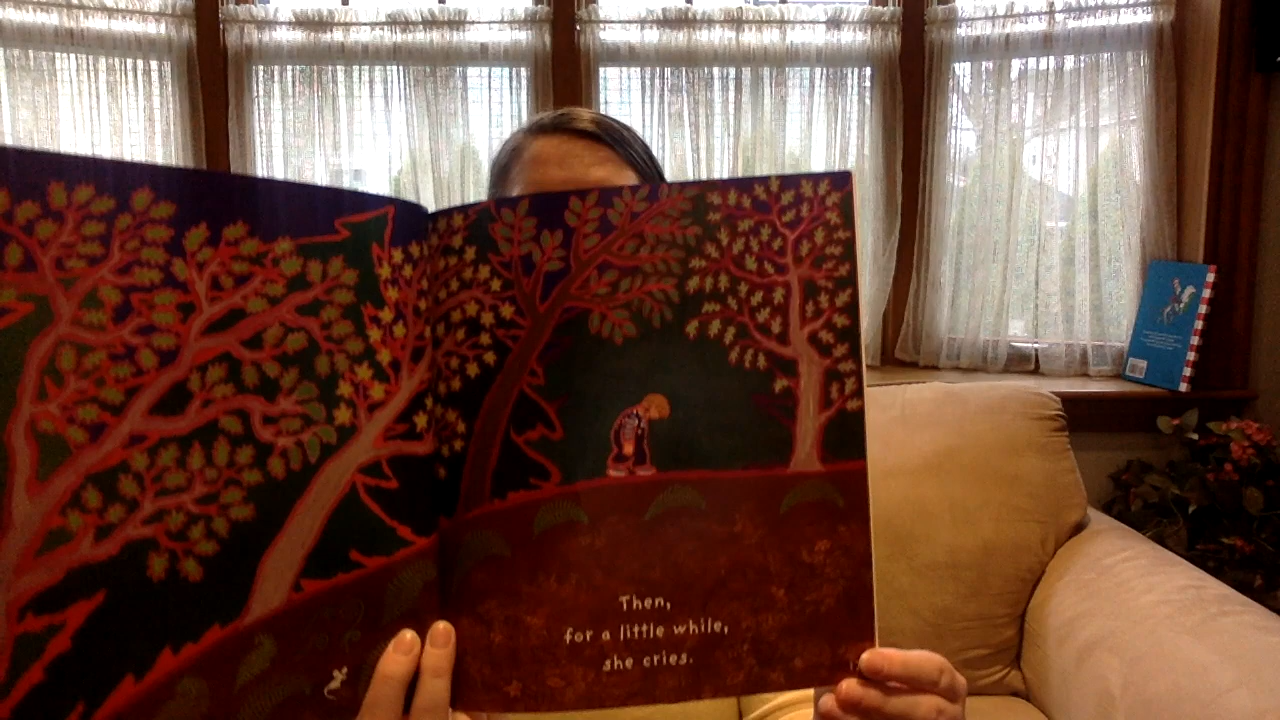 Then,
for a little while,
she cries.